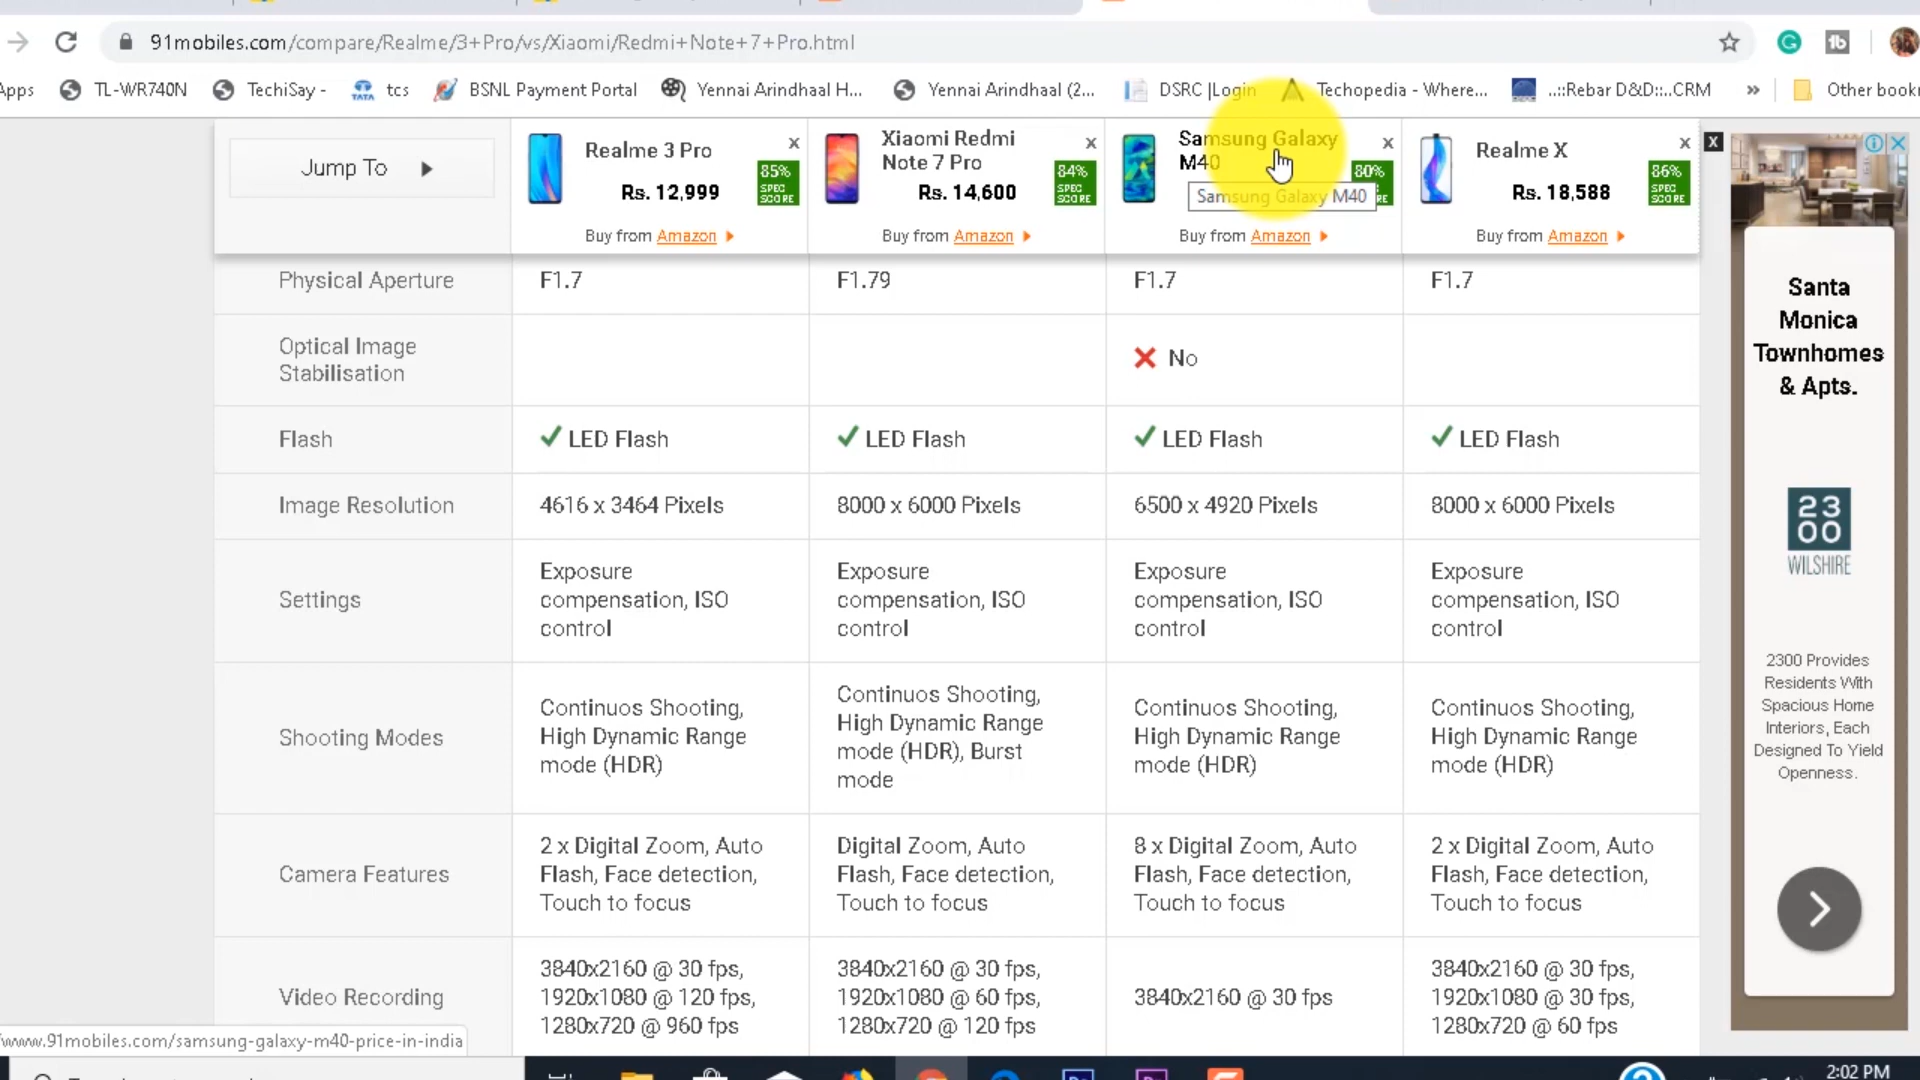 91mobiles.com/compare/Realme/3+Pro/vs/Xiaomi/Redmi+Note+7+Pro.html
Apps TL-WR740N TechiSay - tcs BSNL Payment Portal Yennai Arindhaal H... Yennai Arindhaal (2... DSRC |Login Techopedia - Where... ..::Rebar D&D::..CRM » Other book
Jump To
Realme 3 Pro
Rs. 12,999
85%
SPEC
SCORE
Buy from Amazon
Xiaomi Redmi
Note 7 Pro
Rs. 14,600
84%
SPEC
SCORE
Buy from Amazon
Samsung Galaxy
M40
80%
Samsung Galaxy M40
Buy from Amazon
Realme X
Rs. 18,588
86%
SPEC
SCORE
Buy from Amazon
Physical Aperture F1.7 F1.79 F1.7 F1.7
Optical Image
Stabilisation
No
Flash LED Flash LED Flash LED Flash LED Flash
Image Resolution 4616 x 3464 Pixels 8000 x 6000 Pixels 6500 x 4920 Pixels 8000 x 6000 Pixels
Settings
Exposure
compensation, ISO
control
Exposure
compensation, ISO
control
Exposure
compensation, ISO
control
Exposure
compensation, ISO
control
Shooting Modes
Continuos Shooting,
High Dynamic Range
mode (HDR)
Continuos Shooting,
High Dynamic Range
mode (HDR), Burst
mode
Continuos Shooting,
High Dynamic Range
mode (HDR)
Continuos Shooting,
High Dynamic Range
mode (HDR)
Camera Features
2 x Digital Zoom, Auto
Flash, Face detection,
Touch to focus
Digital Zoom, Auto
Flash, Face detection,
Touch to focus
8 x Digital Zoom, Auto
Flash, Face detection,
Touch to focus
2 x Digital Zoom, Auto
Flash, Face detection,
Touch to focus
Video Recording
3840x2160 @ 30 fps,
1920x1080 @ 120 fps,
1280x720 @ 960 fps
3840x2160 @ 30 fps,
1920x1080 @ 60 fps,
1280x720 @ 120 fps
3840x2160 @ 30 fps
3840x2160 @ 30 fps,
1920x1080 @ 30 fps,
1280x720 @ 60 fps
Santa
Monica
Townhomes
& Apts.
23
00
WILSHIRE
2300 Provides
Residents With
Spacious Home
Interiors, Each
Designed To Yield
Openness.
/www.91mobiles.com/samsung-galaxy-m40-price-in-india
2:02 PM